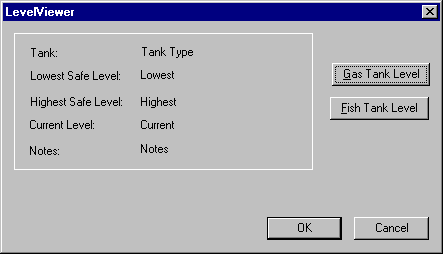 LevelViewer
Tank: Tank Type
Lowest Safe Level: Lowest
Gas Tank Level
Highest Safe Level: Highest
Fish Tank Level
Current Level: Current
Notes: Notes
OK Cancel